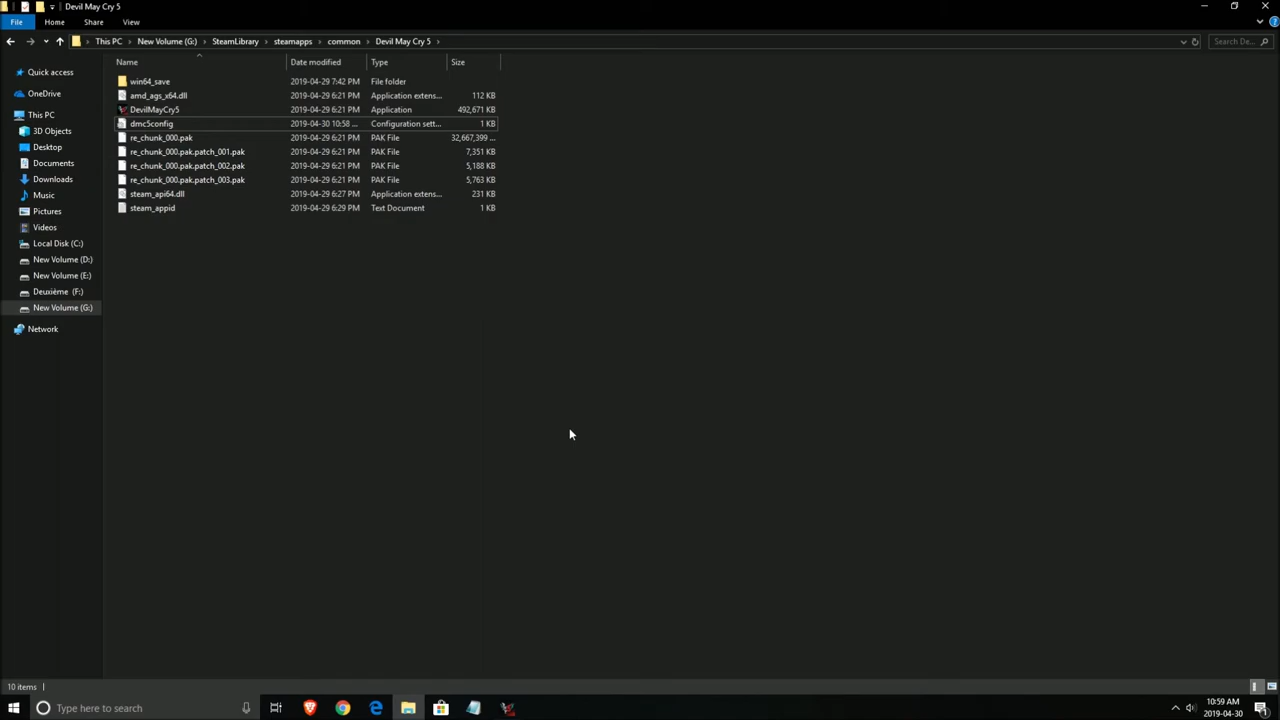 Devil May Cry 5
File Home Share View
This PC New Volume (G:) SteamLibrary steamapps common Devil May Cry 5 Search De...
Name Date modified Type Size
Quick access
OneDrive
This PC
3D Objects
Desktop
Documents
Downloads
Music
Pictures
Videos
Local Disk (C:)
New Volume (D:)
New Volume (E:)
Deuxième (F:)
New Volume (G:)
Network
win64_save 2019-04-29 7:42 PM File folder
amd_ags_x64.dll 2019-04-29 6:21 PM Application extens... 112 KB
DevilMayCry5 2019-04-29 6:21 PM Application 492,671 KB
dmc5config 2019-04-30 10:58 ... Configuration sett... 1 KB
re_chunk_000.pak 2019-04-29 6:21 PM PAK File 32,667,399 ...
re_chunk_000.pak.patch_001.pak 2019-04-29 6:21 PM PAK File 7,351 KB
re_chunk_000.pak.patch_002.pak 2019-04-29 6:21 PM PAK File 5,188 KB
re_chunk_000.pak.patch_003.pak 2019-04-29 6:21 PM PAK File 5,763 KB
steam_api64.dll 2019-04-29 6:27 PM Application extens... 231 KB
steam_appid 2019-04-29 6:29 PM Text Document 1 KB
10 items
Type here to search
10:59 AM
2019-04-30